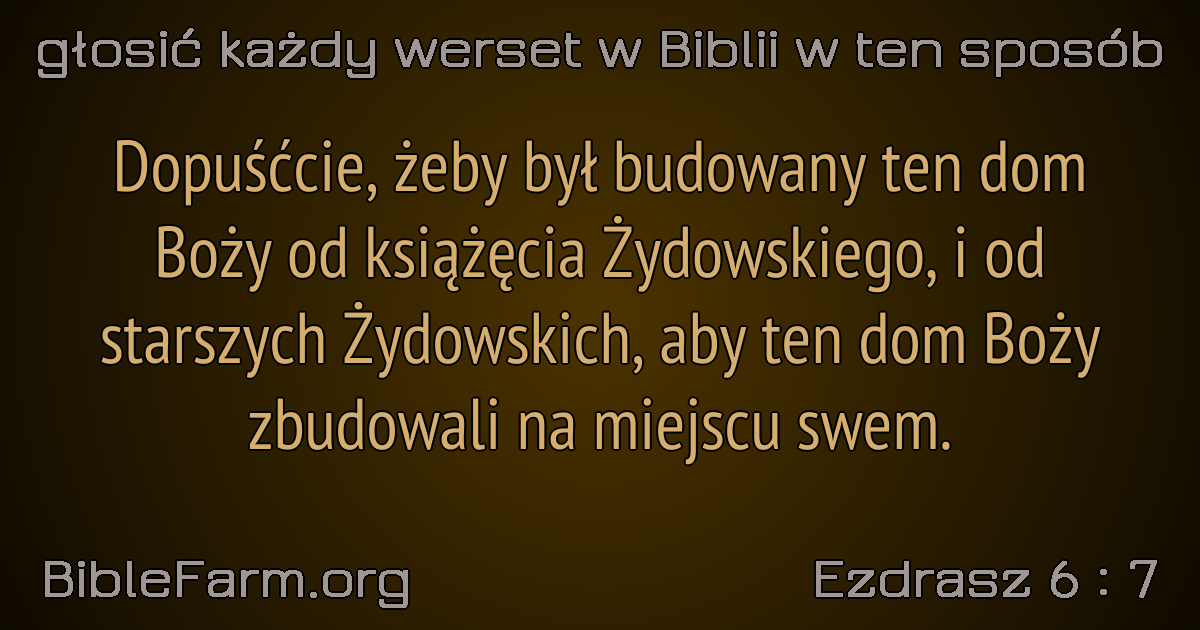 głosić każdy werset w Biblii w ten sposób
Dopuśććcie, żeby był budowany ten dom
Boży od książęcia Żydowskiego, i od
starszych Żydowskich, aby ten dom Boży
zbudowali na miejscu swem.
BibleFarm.org
Ezdrasz 6 : 7